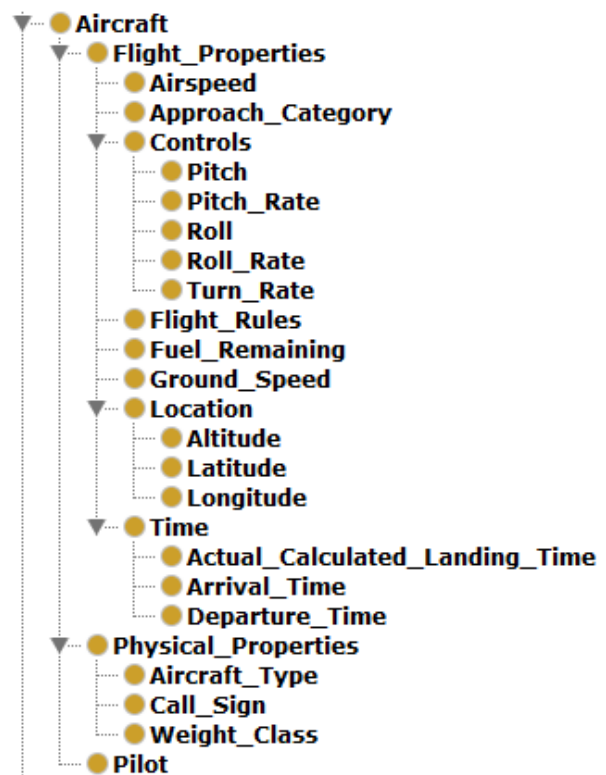 Aircraft
Flight_Properties
Airspeed
Approach_Category
Controls
Pitch
Pitch_Rate
Roll
Roll_Rate
Turn_Rate
Flight_Rules
Fuel_Remaining
Ground_Speed
Location
Altitude
Latitude
Longitude
Time
Actual_Calculated_Landing_Time
Arrival_Time
Departure_Time
Physical_Properties
Aircraft_Type
Call_Sign
Weight_Class
Pilot